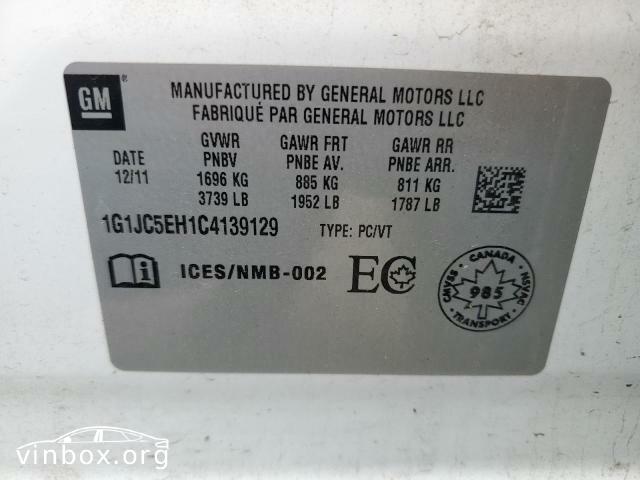 GM ®
MANUFACTURED BY GENERAL MOTORS LLC
FABRIQUÉ PAR GENERAL MOTORS LLC
GVWR GAWR FRT GAWR RR
DATE PNBV PNBE AV. PNBE ARR.
12/11 1696 KG 885 KG 811 KG
3739 LB 1952 LB 1787 LB
1G1JC5EH1C4139129 TYPE: PC/VT
ICES/NMB-002 EC
CANADA
CMVSS NSVAC
985
TRANSPORT
vinbox.org